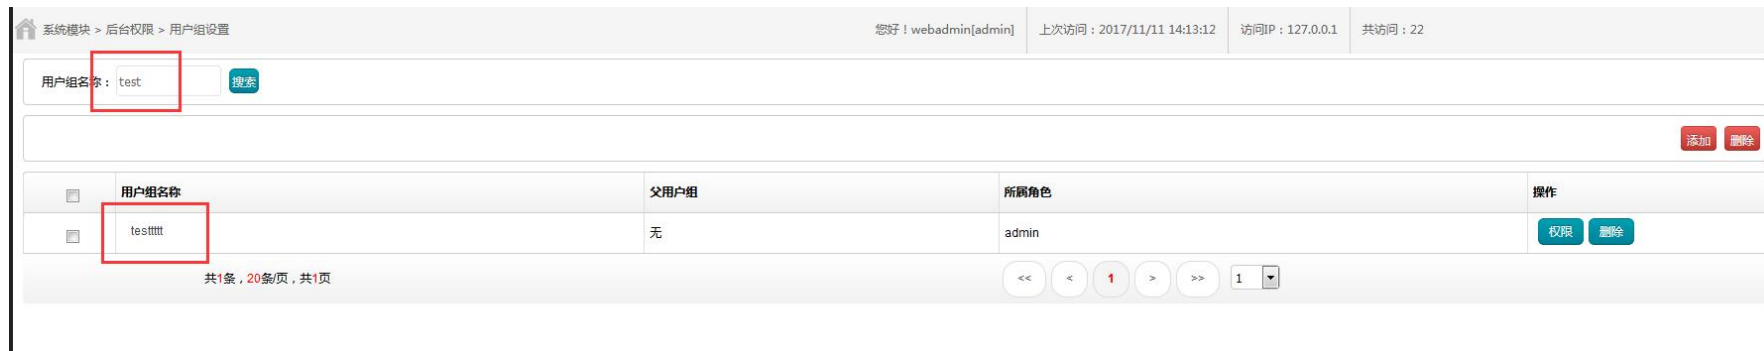 系统模块 > 后台权限 > 用户组设置 您好！webadmin[admin] 上次访问：2017/11/11 14:13:12 访问IP：127.0.0.1 共访问：22
用户组名称： test 搜索
添加 删除
用户组名称 父用户组 所属角色 操作
testtttt 无 admin 权限 删除
共1条，20条/页，共1页 << < 1 > >> 1